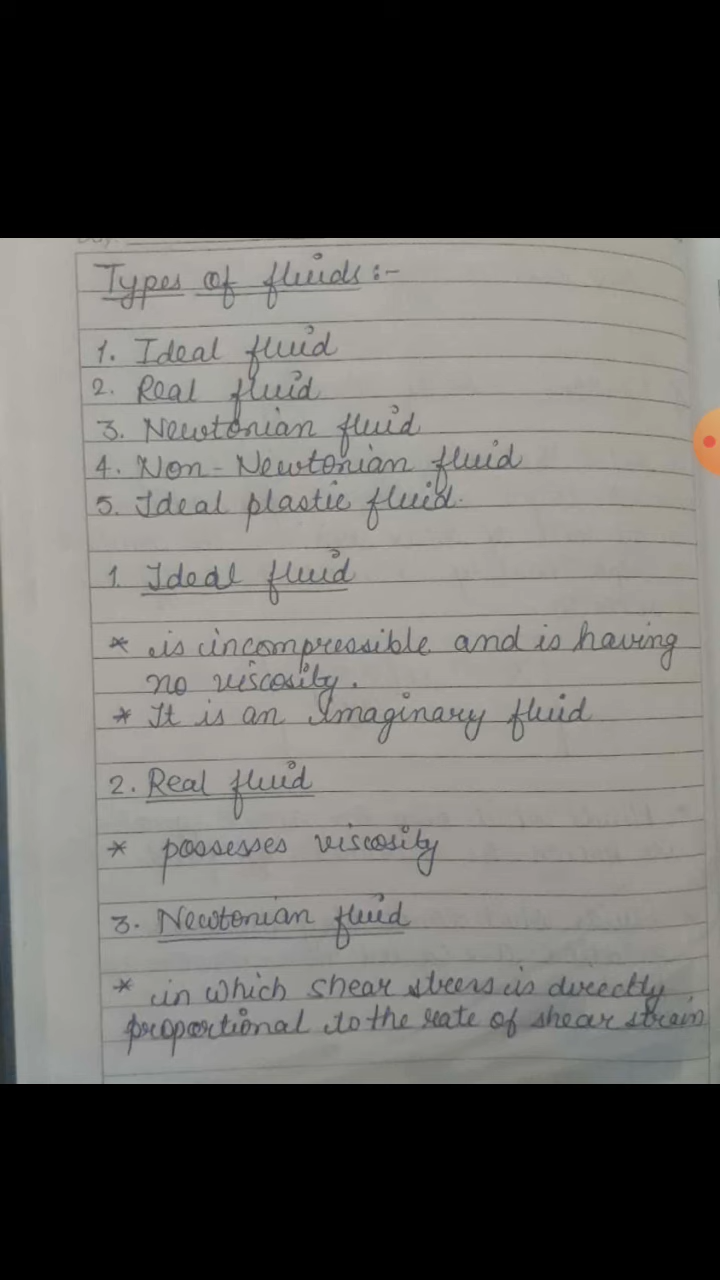 Types of fluids:-
1. Ideal fluid
2. Real fluid
3. Newtonian fluid
4. Non-Newtonian fluid
5. Ideal plastic fluid.
1. Ideal fluid
* is incompressible and is having
no viscosity.
* It is an Imaginary fluid
2. Real fluid
* possesses viscosity
3. Newtonian fluid
* in which shear stress is directly
proportional to the rate of shear strain